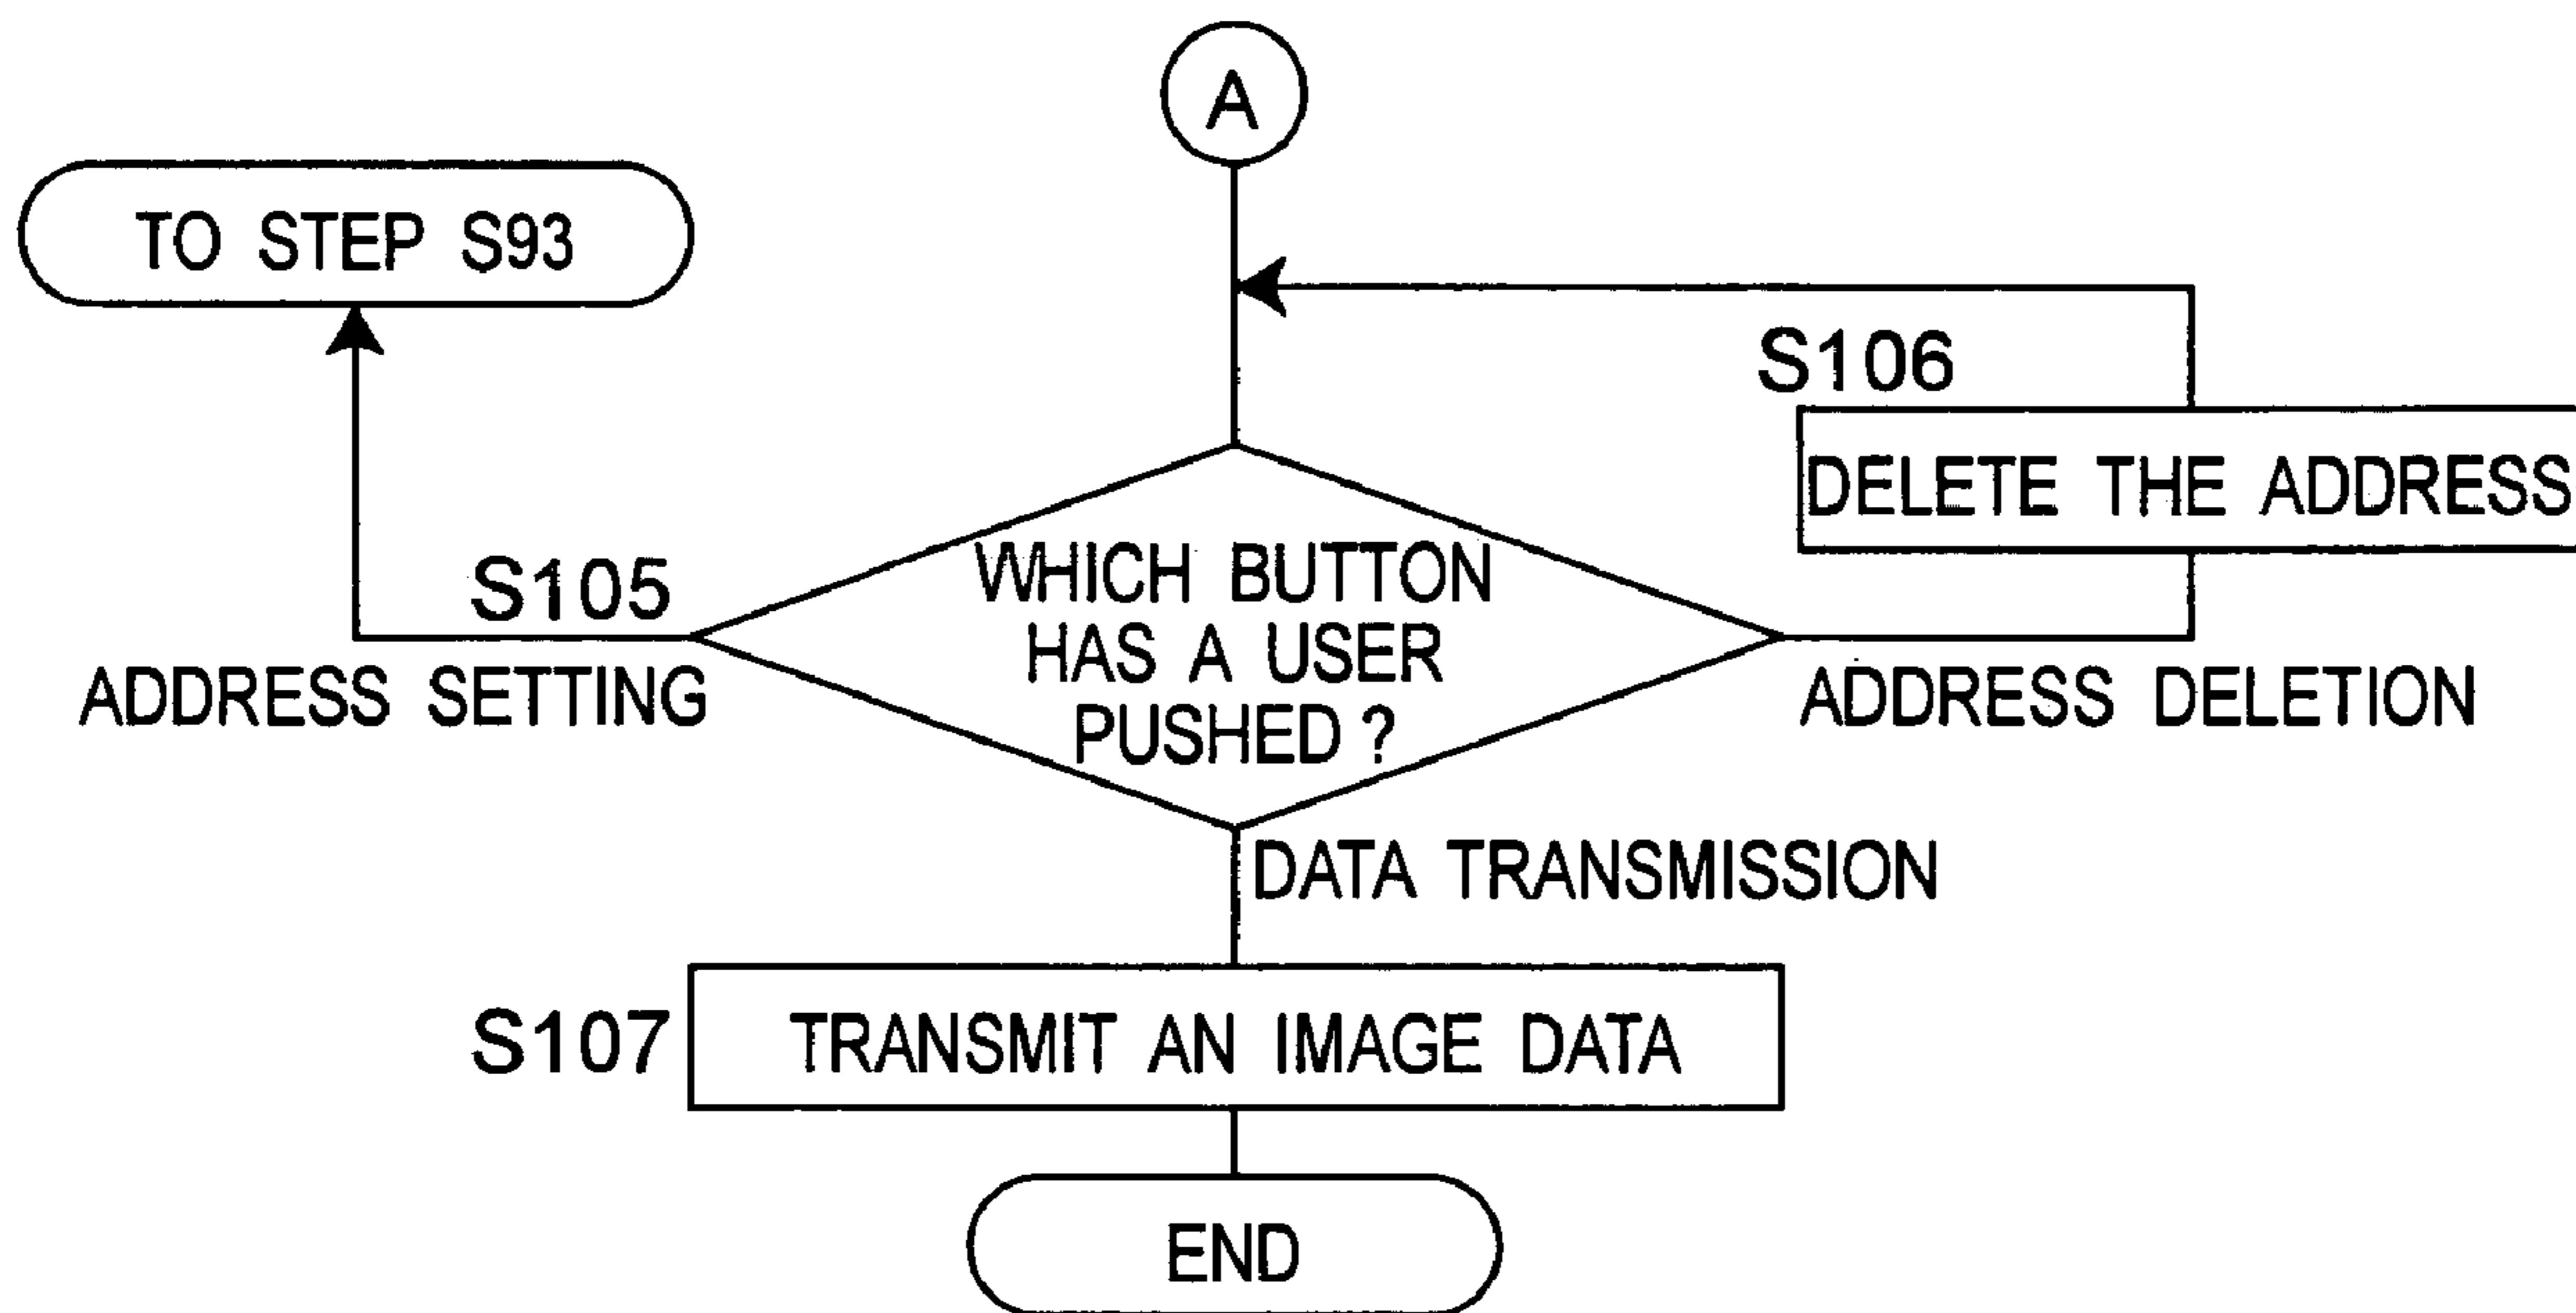 A
TO STEP S93
S106
DELETE THE ADDRESS
S105
WHICH BUTTON
HAS A USER
PUSHED ?
ADDRESS SETTING
ADDRESS DELETION
DATA TRANSMISSION
S107
TRANSMIT AN IMAGE DATA
END